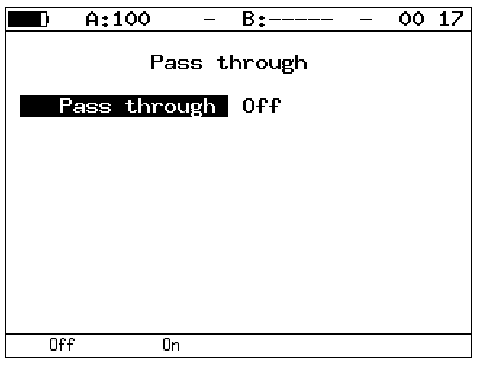 A:100 - B:----- - 00 17
Pass through
Pass through Off
Off On